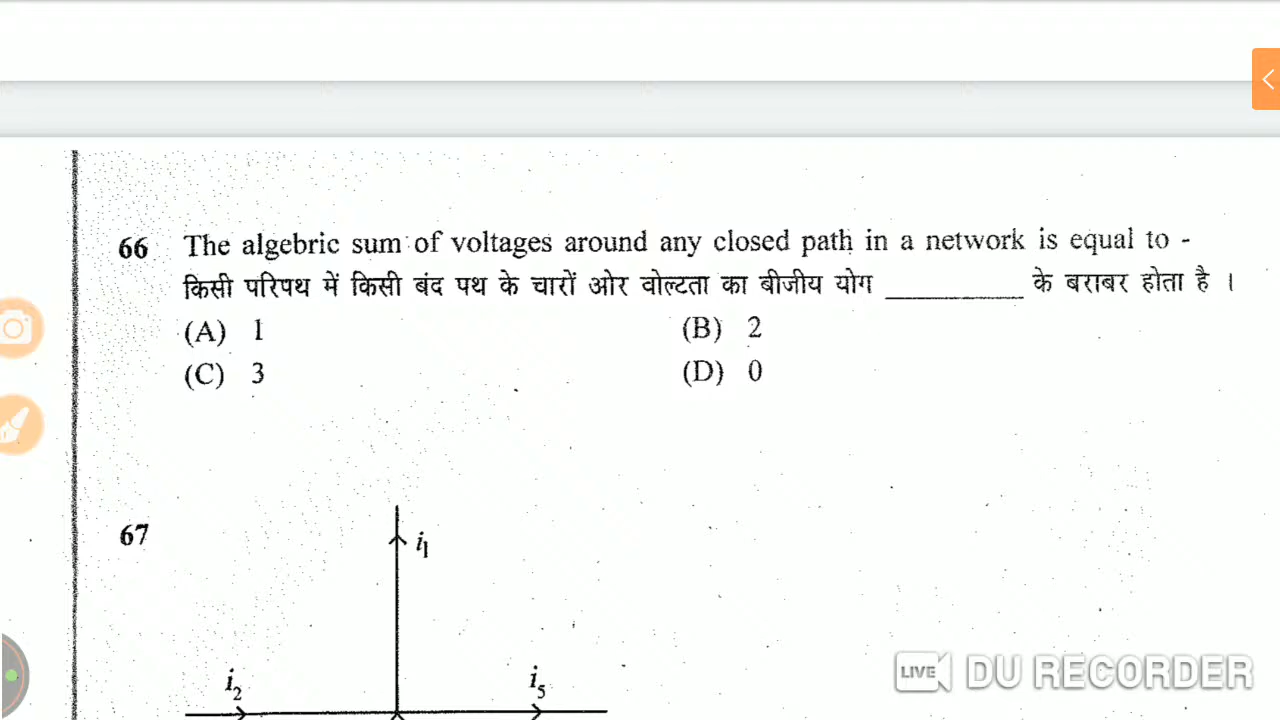 66 The algebric sum of voltages around any closed path in a network is equal to -
किसी परिपथ में किसी बंद पथ के चारों ओर वोल्टता का बीजीय योग __________ के बराबर होता है ।
(A) 1 (B) 2
(C) 3 (D) 0
67
i1
i2 i5
LIVE DU RECORDER